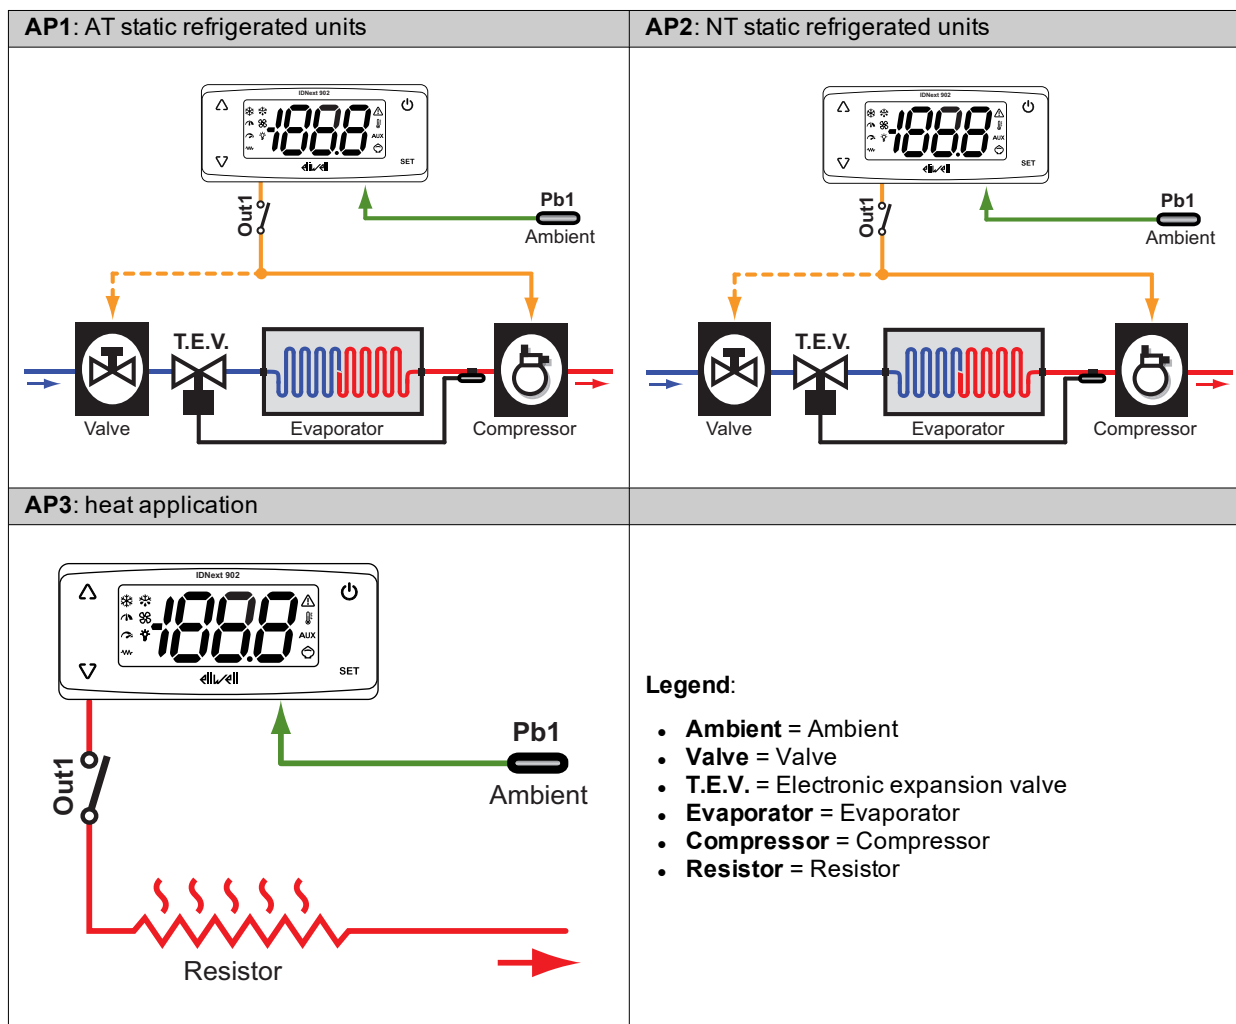 AP1: AT static refrigerated units
IDNext 902
188.8
AUX
SET
eliwell
Out1
Pb1
Ambient
T.E.V.
Valve
Evaporator
Compressor
AP2: NT static refrigerated units
IDNext 902
188.8
AUX
SET
eliwell
Out1
Pb1
Ambient
T.E.V.
Valve
Evaporator
Compressor
AP3: heat application
IDNext 902
188.8
AUX
SET
eliwell
Out1
Pb1
Ambient
Resistor
Legend:
• Ambient = Ambient
• Valve = Valve
• T.E.V. = Electronic expansion valve
• Evaporator = Evaporator
• Compressor = Compressor
• Resistor = Resistor